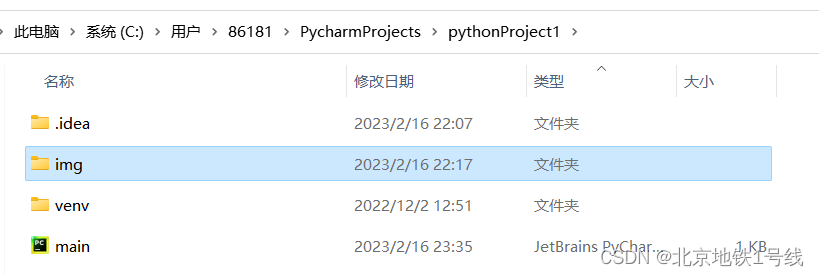 此电脑 > 系统 (C:) > 用户 > 86181 > PycharmProjects > pythonProject1 >
名称 修改日期 类型 大小
.idea 2023/2/16 22:07 文件夹
img 2023/2/16 22:17 文件夹
venv 2022/12/2 12:51 文件夹
main 2023/2/16 23:35 JetBrains PyChar... 1 KB
CSDN @北京地铁1号线